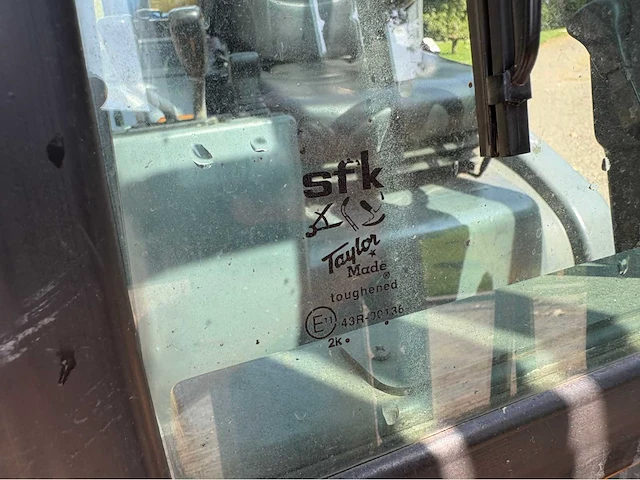 sfk
Taylor
Made®
toughened
E11 43R-00136
2K